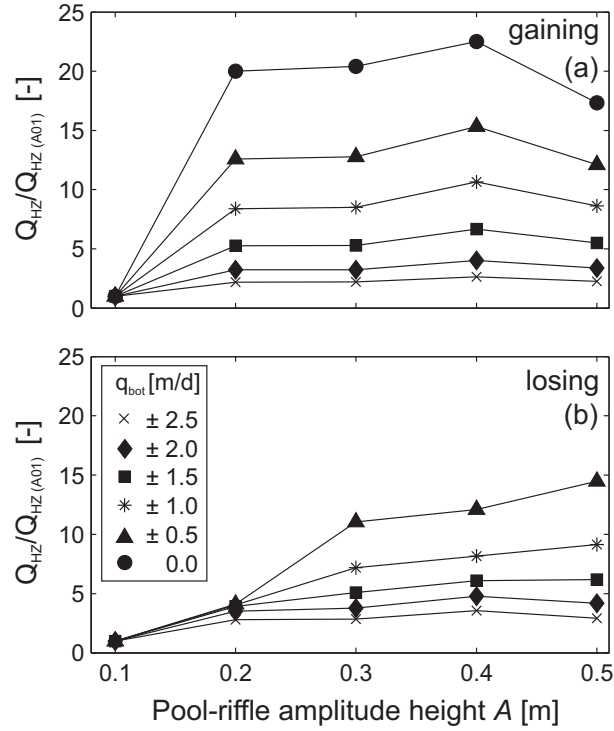 gaining
(a)
25
20
15
10
5
0
Q_HZ/Q_HZ (A01) [-]
losing
(b)
25
20
15
10
5
0
Q_HZ/Q_HZ (A01) [-]
q_bot [m/d]
± 2.5
± 2.0
± 1.5
± 1.0
± 0.5
0.0
0.1 0.2 0.3 0.4 0.5
Pool-riffle amplitude height A [m]